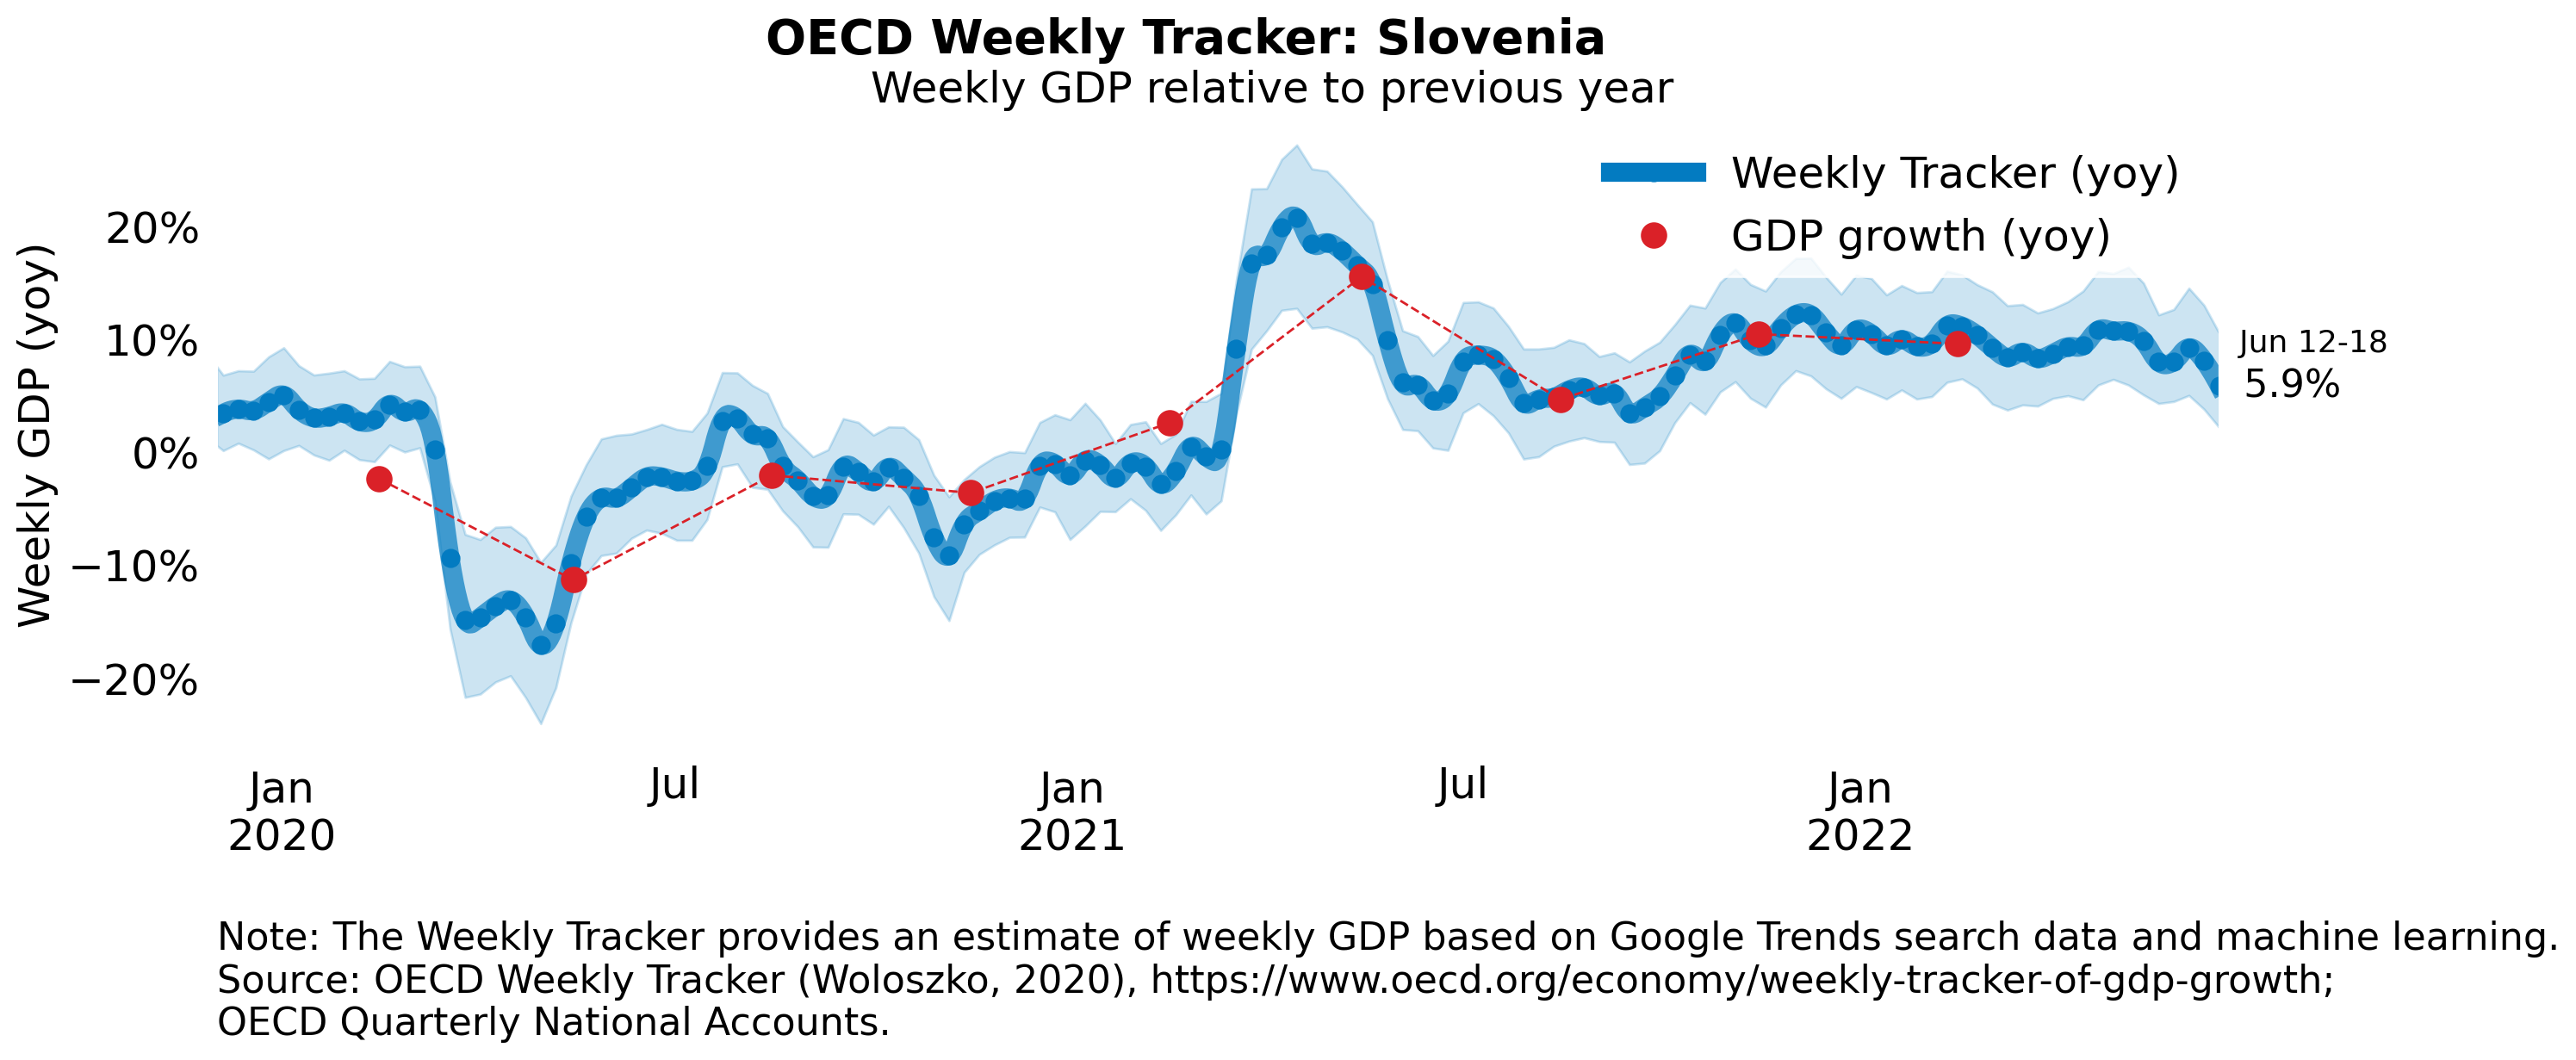 OECD Weekly Tracker: Slovenia
Weekly GDP relative to previous year
Weekly Tracker (yoy)
GDP growth (yoy)
Weekly GDP (yoy)
20%
10%
0%
−10%
−20%
Jun 12-18
5.9%
Jan
2020
Jul
Jan
2021
Jul
Jan
2022
Note: The Weekly Tracker provides an estimate of weekly GDP based on Google Trends search data and machine learning.
Source: OECD Weekly Tracker (Woloszko, 2020), https://www.oecd.org/economy/weekly-tracker-of-gdp-growth;
OECD Quarterly National Accounts.